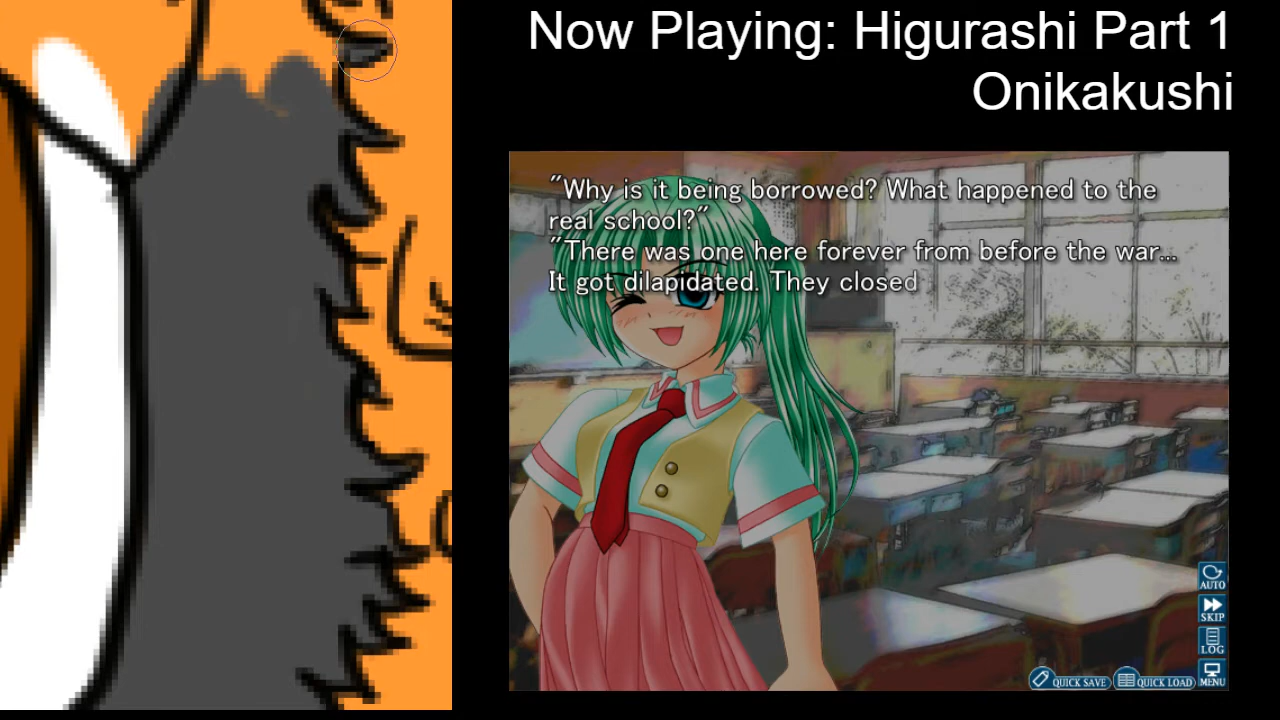 Now Playing: Higurashi Part 1
Onikakushi
"Why is it being borrowed? What happened to the
real school?"
"There was one here forever from before the war...
It got dilapidated. They closed
AUTO
SKIP
LOG
MENU
QUICK SAVE
QUICK LOAD